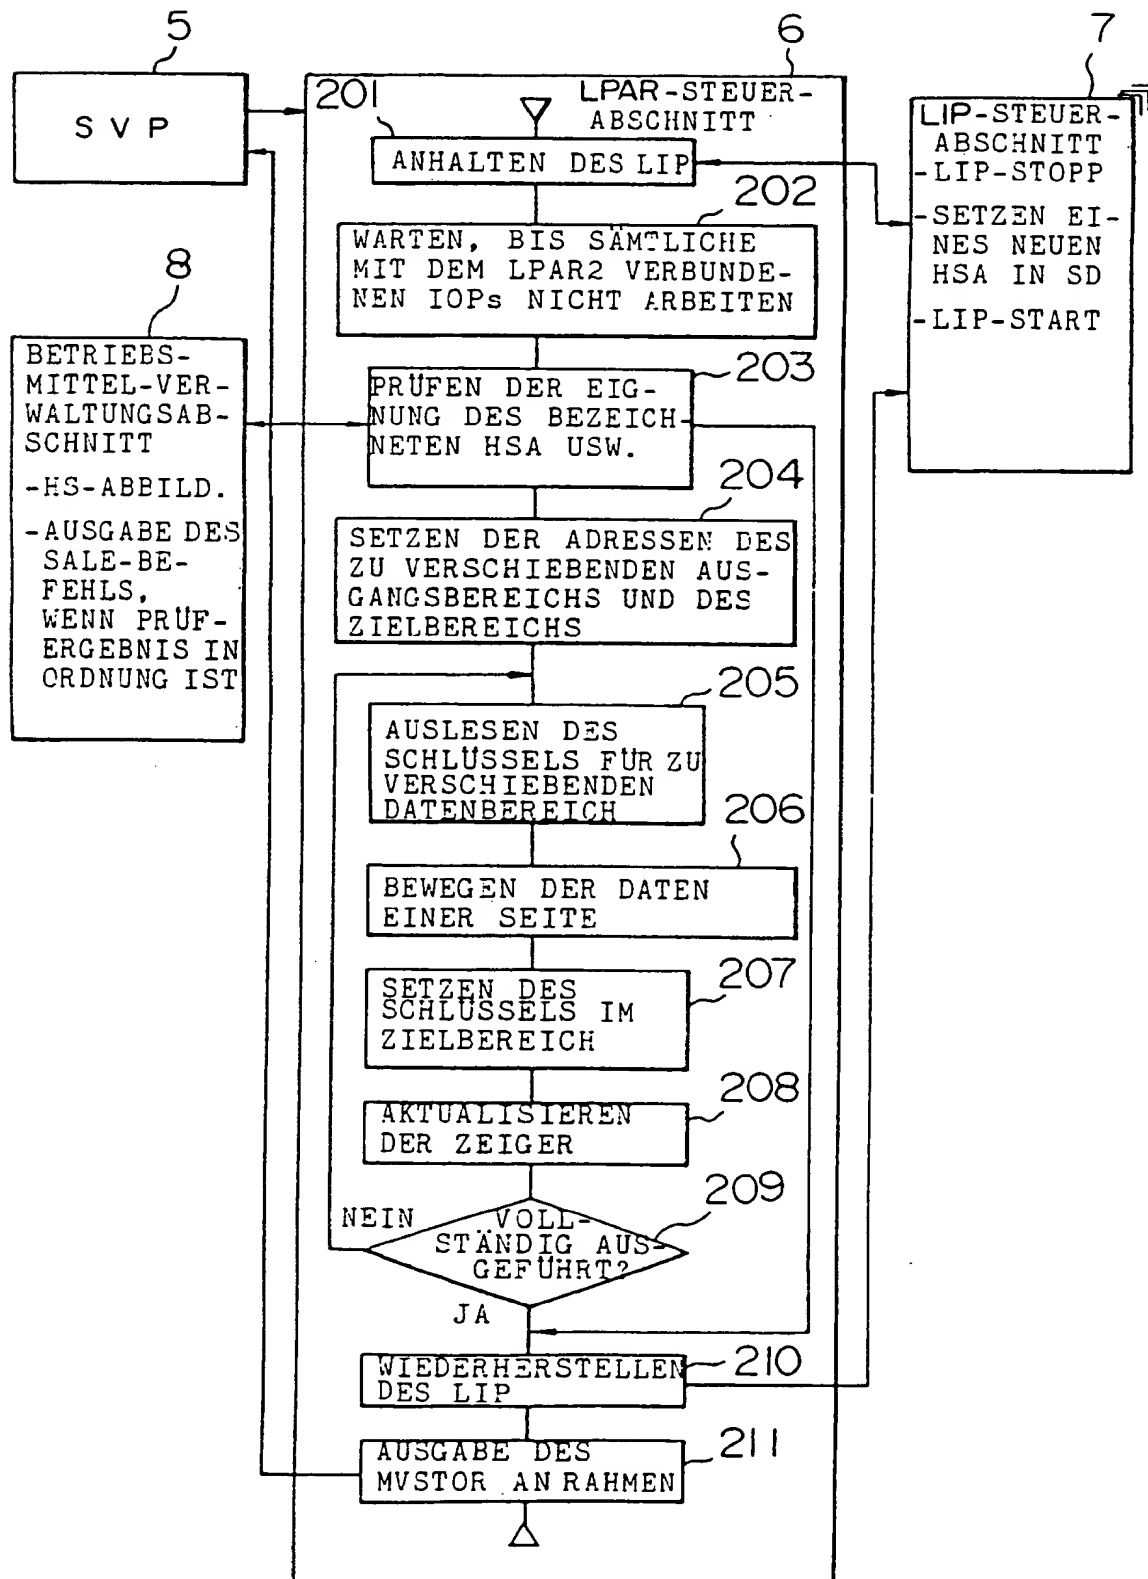 5
SVP
6
LPAR-STEUER-
ABSCHNITT
7
LIP-STEUER-
ABSCHNITT
-LIP-STOPP
-SETZEN EI-
NES NEUEN
HSA IN SD
-LIP-START
8
BETRIEBS-
MITTEL-VER-
WALTUNGSAB-
SCHNITT
-HS-ABBILD.
-AUSGABE DES
SALE-BE-
FEHLS,
WENN PRÜF-
ERGEBNIS IN
ORDNUNG IST
201
ANHALTEN DES LIP
202
WARTEN, BIS SÄMTLICHE
MIT DEM LPAR2 VERBUNDE-
NEN IOPs NICHT ARBEITEN
203
PRÜFEN DER EIG-
NUNG DES BEZEICH-
NETEN HSA USW.
204
SETZEN DER ADRESSEN DES
ZU VERSCHIEBENDEN AUS-
GANGSBEREICHS UND DES
ZIELBEREICHS
205
AUSLESEN DES
SCHLÜSSELS FÜR ZU
VERSCHIEBENDEN
DATENBEREICH
206
BEWEGEN DER DATEN
EINER SEITE
207
SETZEN DES
SCHLÜSSELS IM
ZIELBEREICH
208
AKTUALISIEREN
DER ZEIGER
209
NEIN
VOLL-
STÄNDIG AUS-
GEFÜHRT?
JA
210
WIEDERHERSTELLEN
DES LIP
211
AUSGABE DES
MVSTOR AN RAHMEN